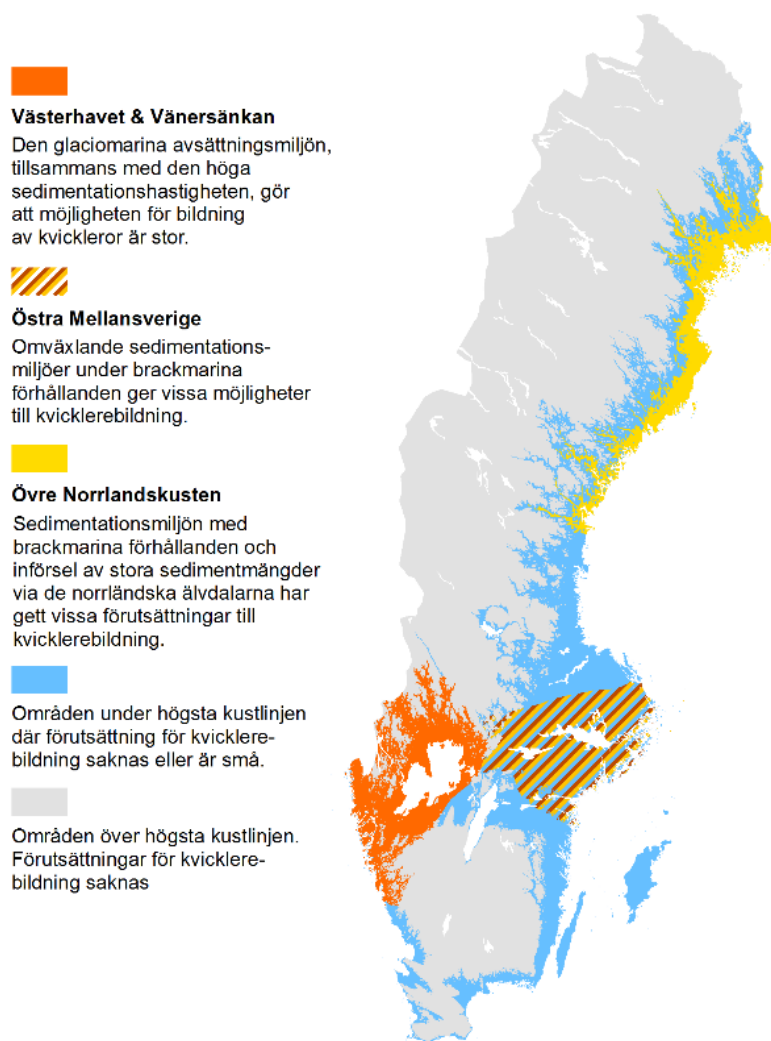 Västerhavet & Vänersänkan
Den glaciomarina avsättningsmiljön,
tillsammans med den höga
sedimentationshastigheten, gör
att möjligheten för bildning
av kvickleror är stor.
Östra Mellansverige
Omväxlande sedimentations-
miljöer under brackmarina
förhållanden ger vissa möjligheter
till kvicklerebildning.
Övre Norrlandskusten
Sedimentationsmiljön med
brackmarina förhållanden och
införsel av stora sedimentmängder
via de norrländska älvdalarna har
gett vissa förutsättningar till
kvicklerebildning.
Områden under högsta kustlinjen
där förutsättning för kvicklere-
bildning saknas eller är små.
Områden över högsta kustlinjen.
Förutsättningar för kvicklere-
bildning saknas